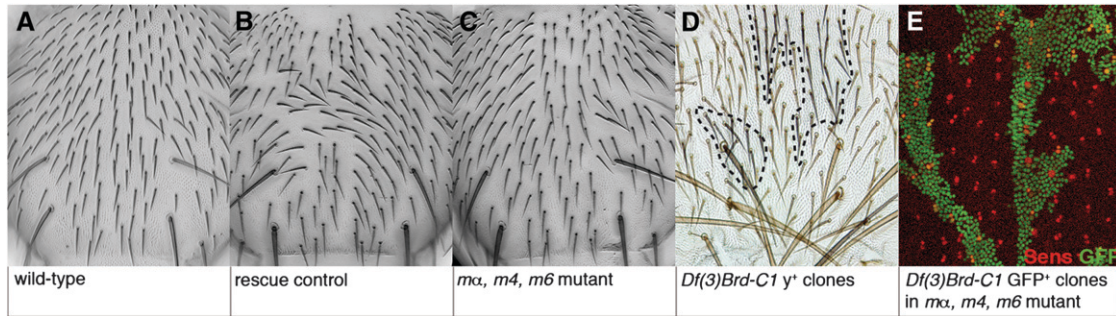 A B C D E
Sens GFP
wild-type
rescue control
mα, m4, m6 mutant
Df(3)Brd-C1 y⁺ clones
Df(3)Brd-C1 GFP⁺ clones
in mα, m4, m6 mutant